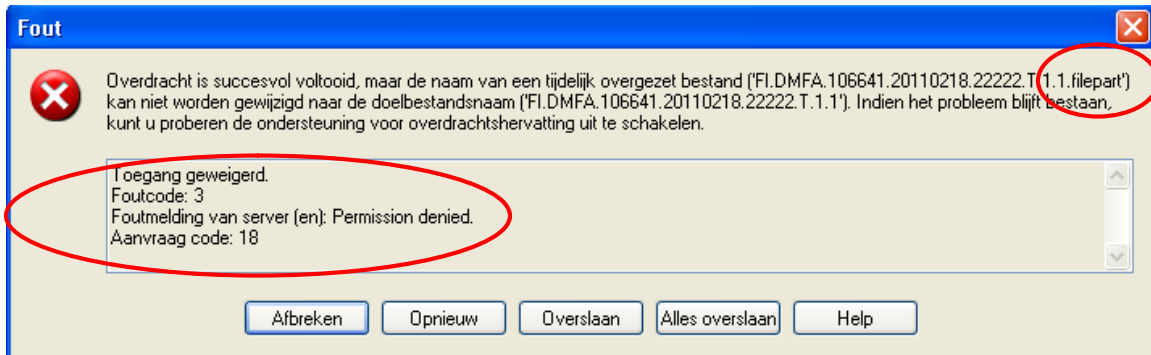 Fout
Overdracht is succesvol voltooid, maar de naam van een tijdelijk overgezet bestand ('FI.DMFA.106641.20110218.22222.T.1.1.filepart')
kan niet worden gewijzigd naar de doelbestandsnaam ('FI.DMFA.106641.20110218.22222.T.1.1'). Indien het probleem blijft bestaan,
kunt u proberen de ondersteuning voor overdrachtshervatting uit te schakelen.
Toegang geweigerd.
Foutcode: 3
Foutmelding van server (en): Permission denied.
Aanvraag code: 18
Afbreken Opnieuw Overslaan Alles overslaan Help